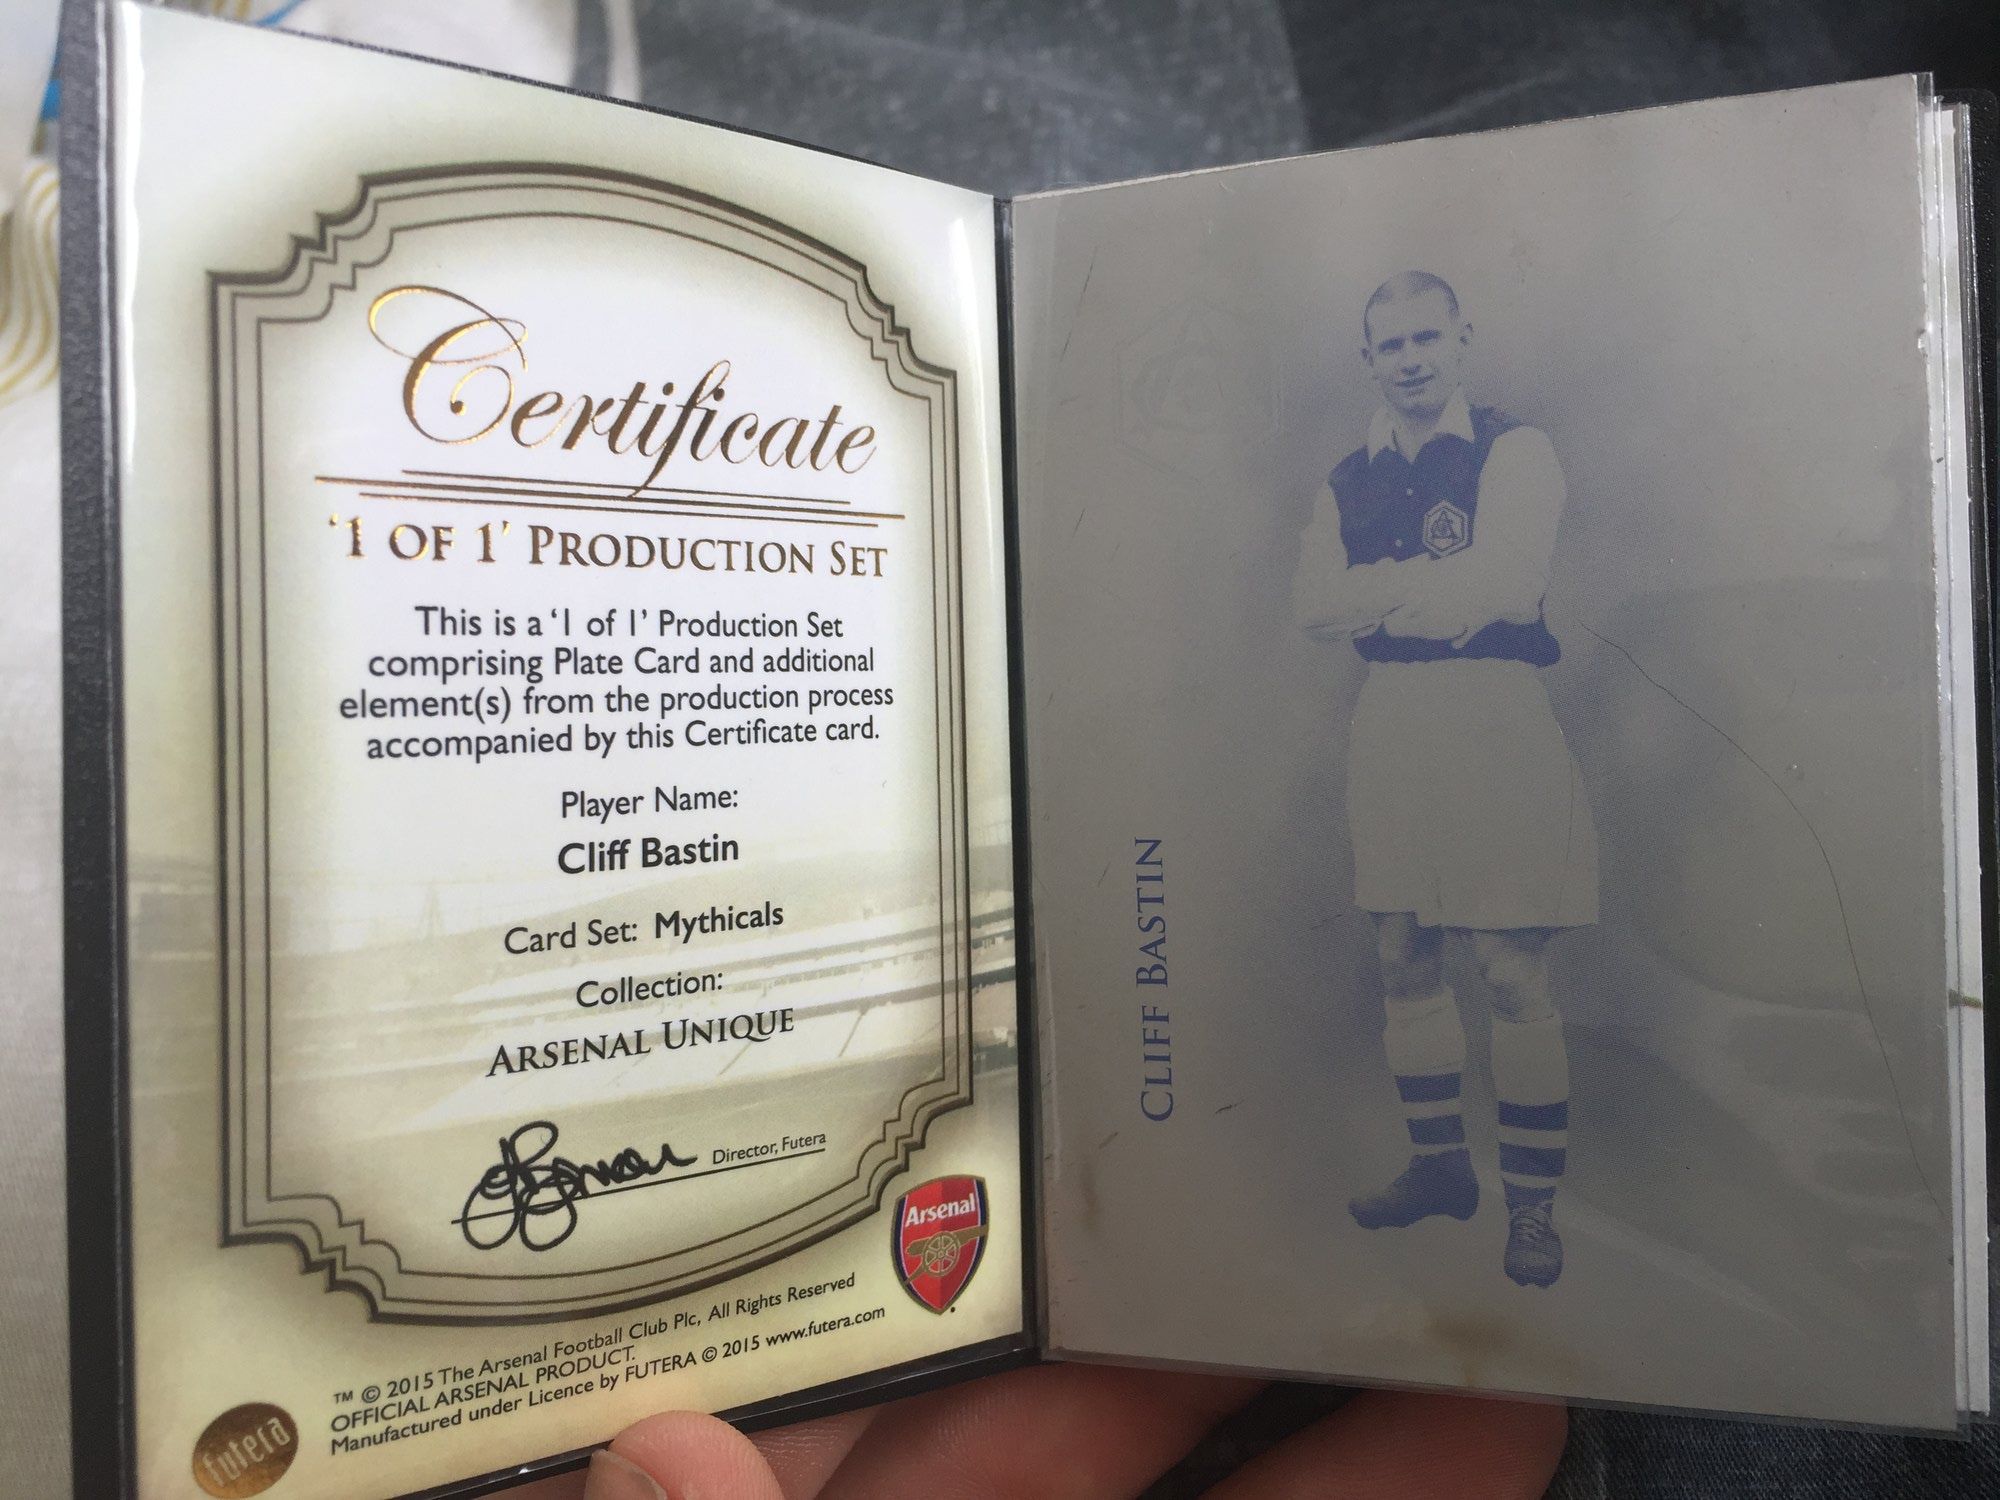 Certificate
‘1 OF 1’ PRODUCTION SET
This is a ‘1 of 1’ Production Set
comprising Plate Card and additional
element(s) from the production process
accompanied by this Certificate card.
Player Name:
Cliff Bastin
Card Set: Mythicals
Collection:
ARSENAL UNIQUE
Director, Futera
Arsenal
™ © 2015 The Arsenal Football Club Plc, All Rights Reserved
OFFICIAL ARSENAL PRODUCT.
Manufactured under Licence by FUTERA © 2015 www.futera.com
futera
CLIFF BASTIN